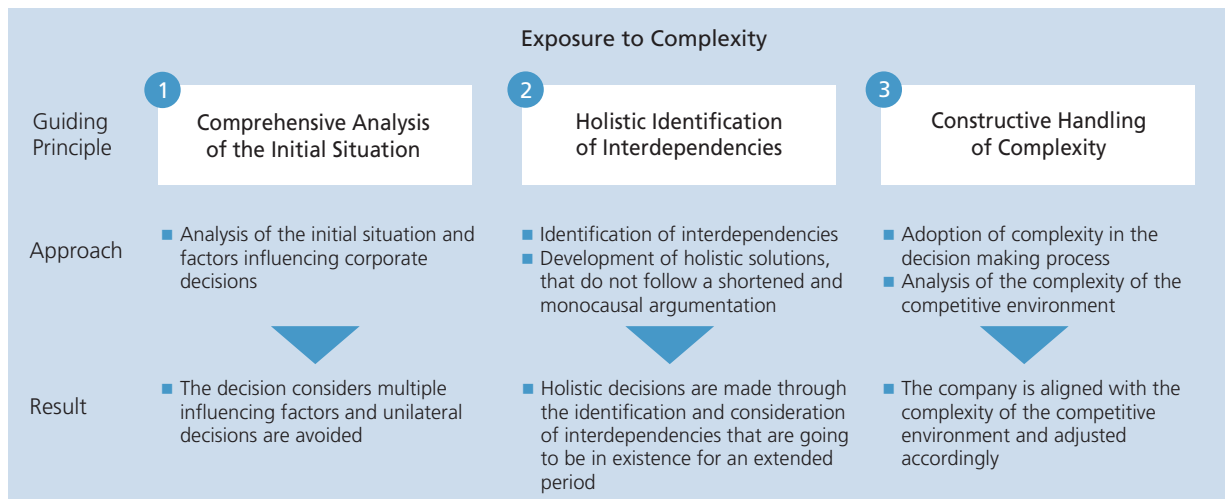 Exposure to Complexity
1
2
3
Guiding
Principle
Comprehensive Analysis
of the Initial Situation
Holistic Identification
of Interdependencies
Constructive Handling
of Complexity
Approach
■ Analysis of the initial situation and
factors influencing corporate
decisions
■ Identification of interdependencies
■ Development of holistic solutions,
that do not follow a shortened and
monocausal argumentation
■ Adoption of complexity in the
decision making process
■ Analysis of the complexity of the
competitive environment
Result
■ The decision considers multiple
influencing factors and unilateral
decisions are avoided
■ Holistic decisions are made through
the identification and consideration
of interdependencies that are going
to be in existence for an extended
period
■ The company is aligned with the
complexity of the competitive
environment and adjusted
accordingly